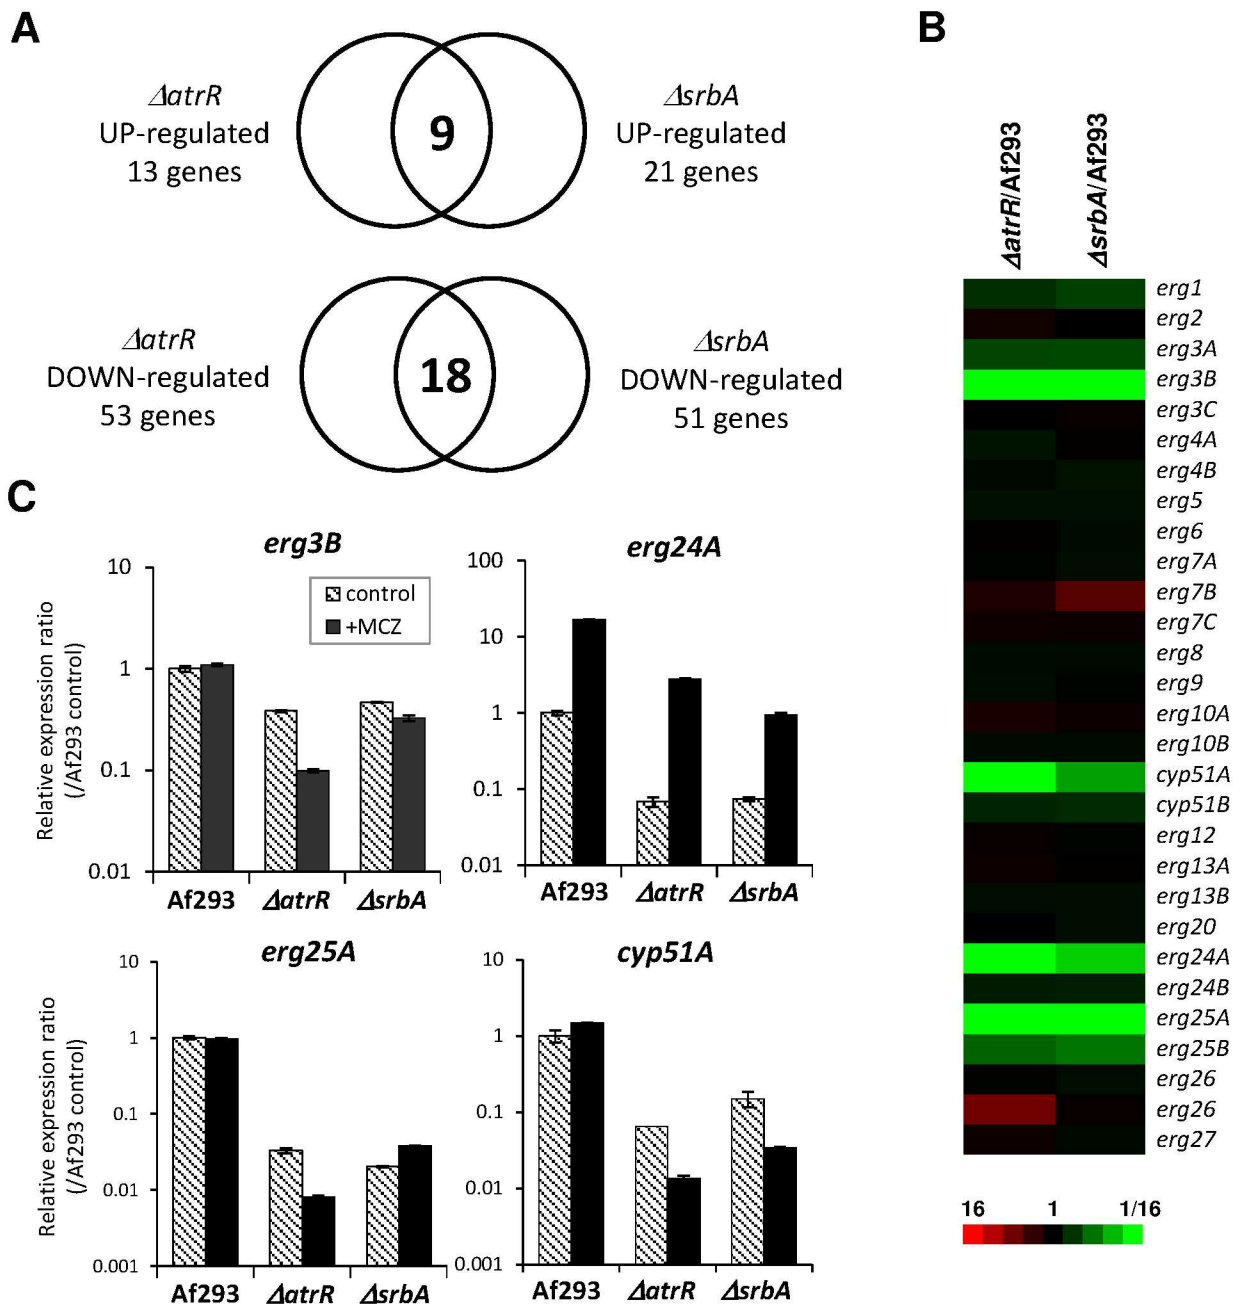 A
ΔatrR
UP-regulated
13 genes
9
ΔsrbA
UP-regulated
21 genes
ΔatrR
DOWN-regulated
53 genes
18
ΔsrbA
DOWN-regulated
51 genes
B
ΔatrR/Af293
ΔsrbA/Af293
erg1
erg2
erg3A
erg3B
erg3C
erg4A
erg4B
erg5
erg6
erg7A
erg7B
erg7C
erg8
erg9
erg10A
erg10B
cyp51A
cyp51B
erg12
erg13A
erg13B
erg20
erg24A
erg24B
erg25A
erg25B
erg26
erg26
erg27
16 1 1/16
C
erg3B
control
+MCZ
Relative expression ratio
(/Af293 control)
10
1
0.1
0.01
Af293 ΔatrR ΔsrbA
erg24A
100
10
1
0.1
0.01
Af293 ΔatrR ΔsrbA
erg25A
Relative expression ratio
(/Af293 control)
10
1
0.1
0.01
0.001
Af293 ΔatrR ΔsrbA
cyp51A
10
1
0.1
0.01
0.001
Af293 ΔatrR ΔsrbA